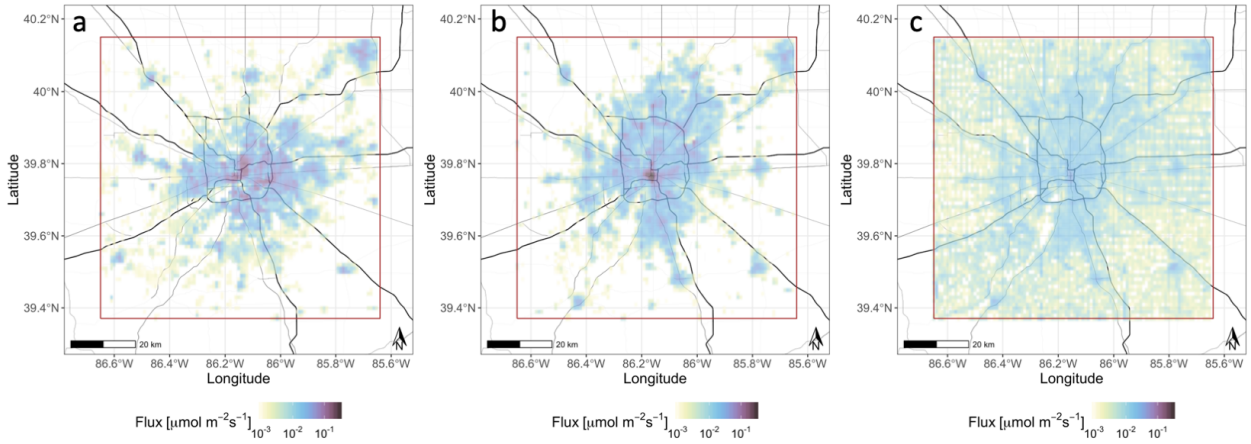 a
40.2°N
40°N
39.8°N
39.6°N
39.4°N
Latitude
20 km
N
86.6°W 86.4°W 86.2°W 86°W 85.8°W 85.6°W
Longitude
Flux [μmol m⁻²s⁻¹]
10⁻³ 10⁻² 10⁻¹
b
40.2°N
40°N
39.8°N
39.6°N
39.4°N
Latitude
20 km
N
86.6°W 86.4°W 86.2°W 86°W 85.8°W 85.6°W
Longitude
Flux [μmol m⁻²s⁻¹]
10⁻³ 10⁻² 10⁻¹
c
40.2°N
40°N
39.8°N
39.6°N
39.4°N
Latitude
20 km
N
86.6°W 86.4°W 86.2°W 86°W 85.8°W 85.6°W
Longitude
Flux [μmol m⁻²s⁻¹]
10⁻³ 10⁻² 10⁻¹